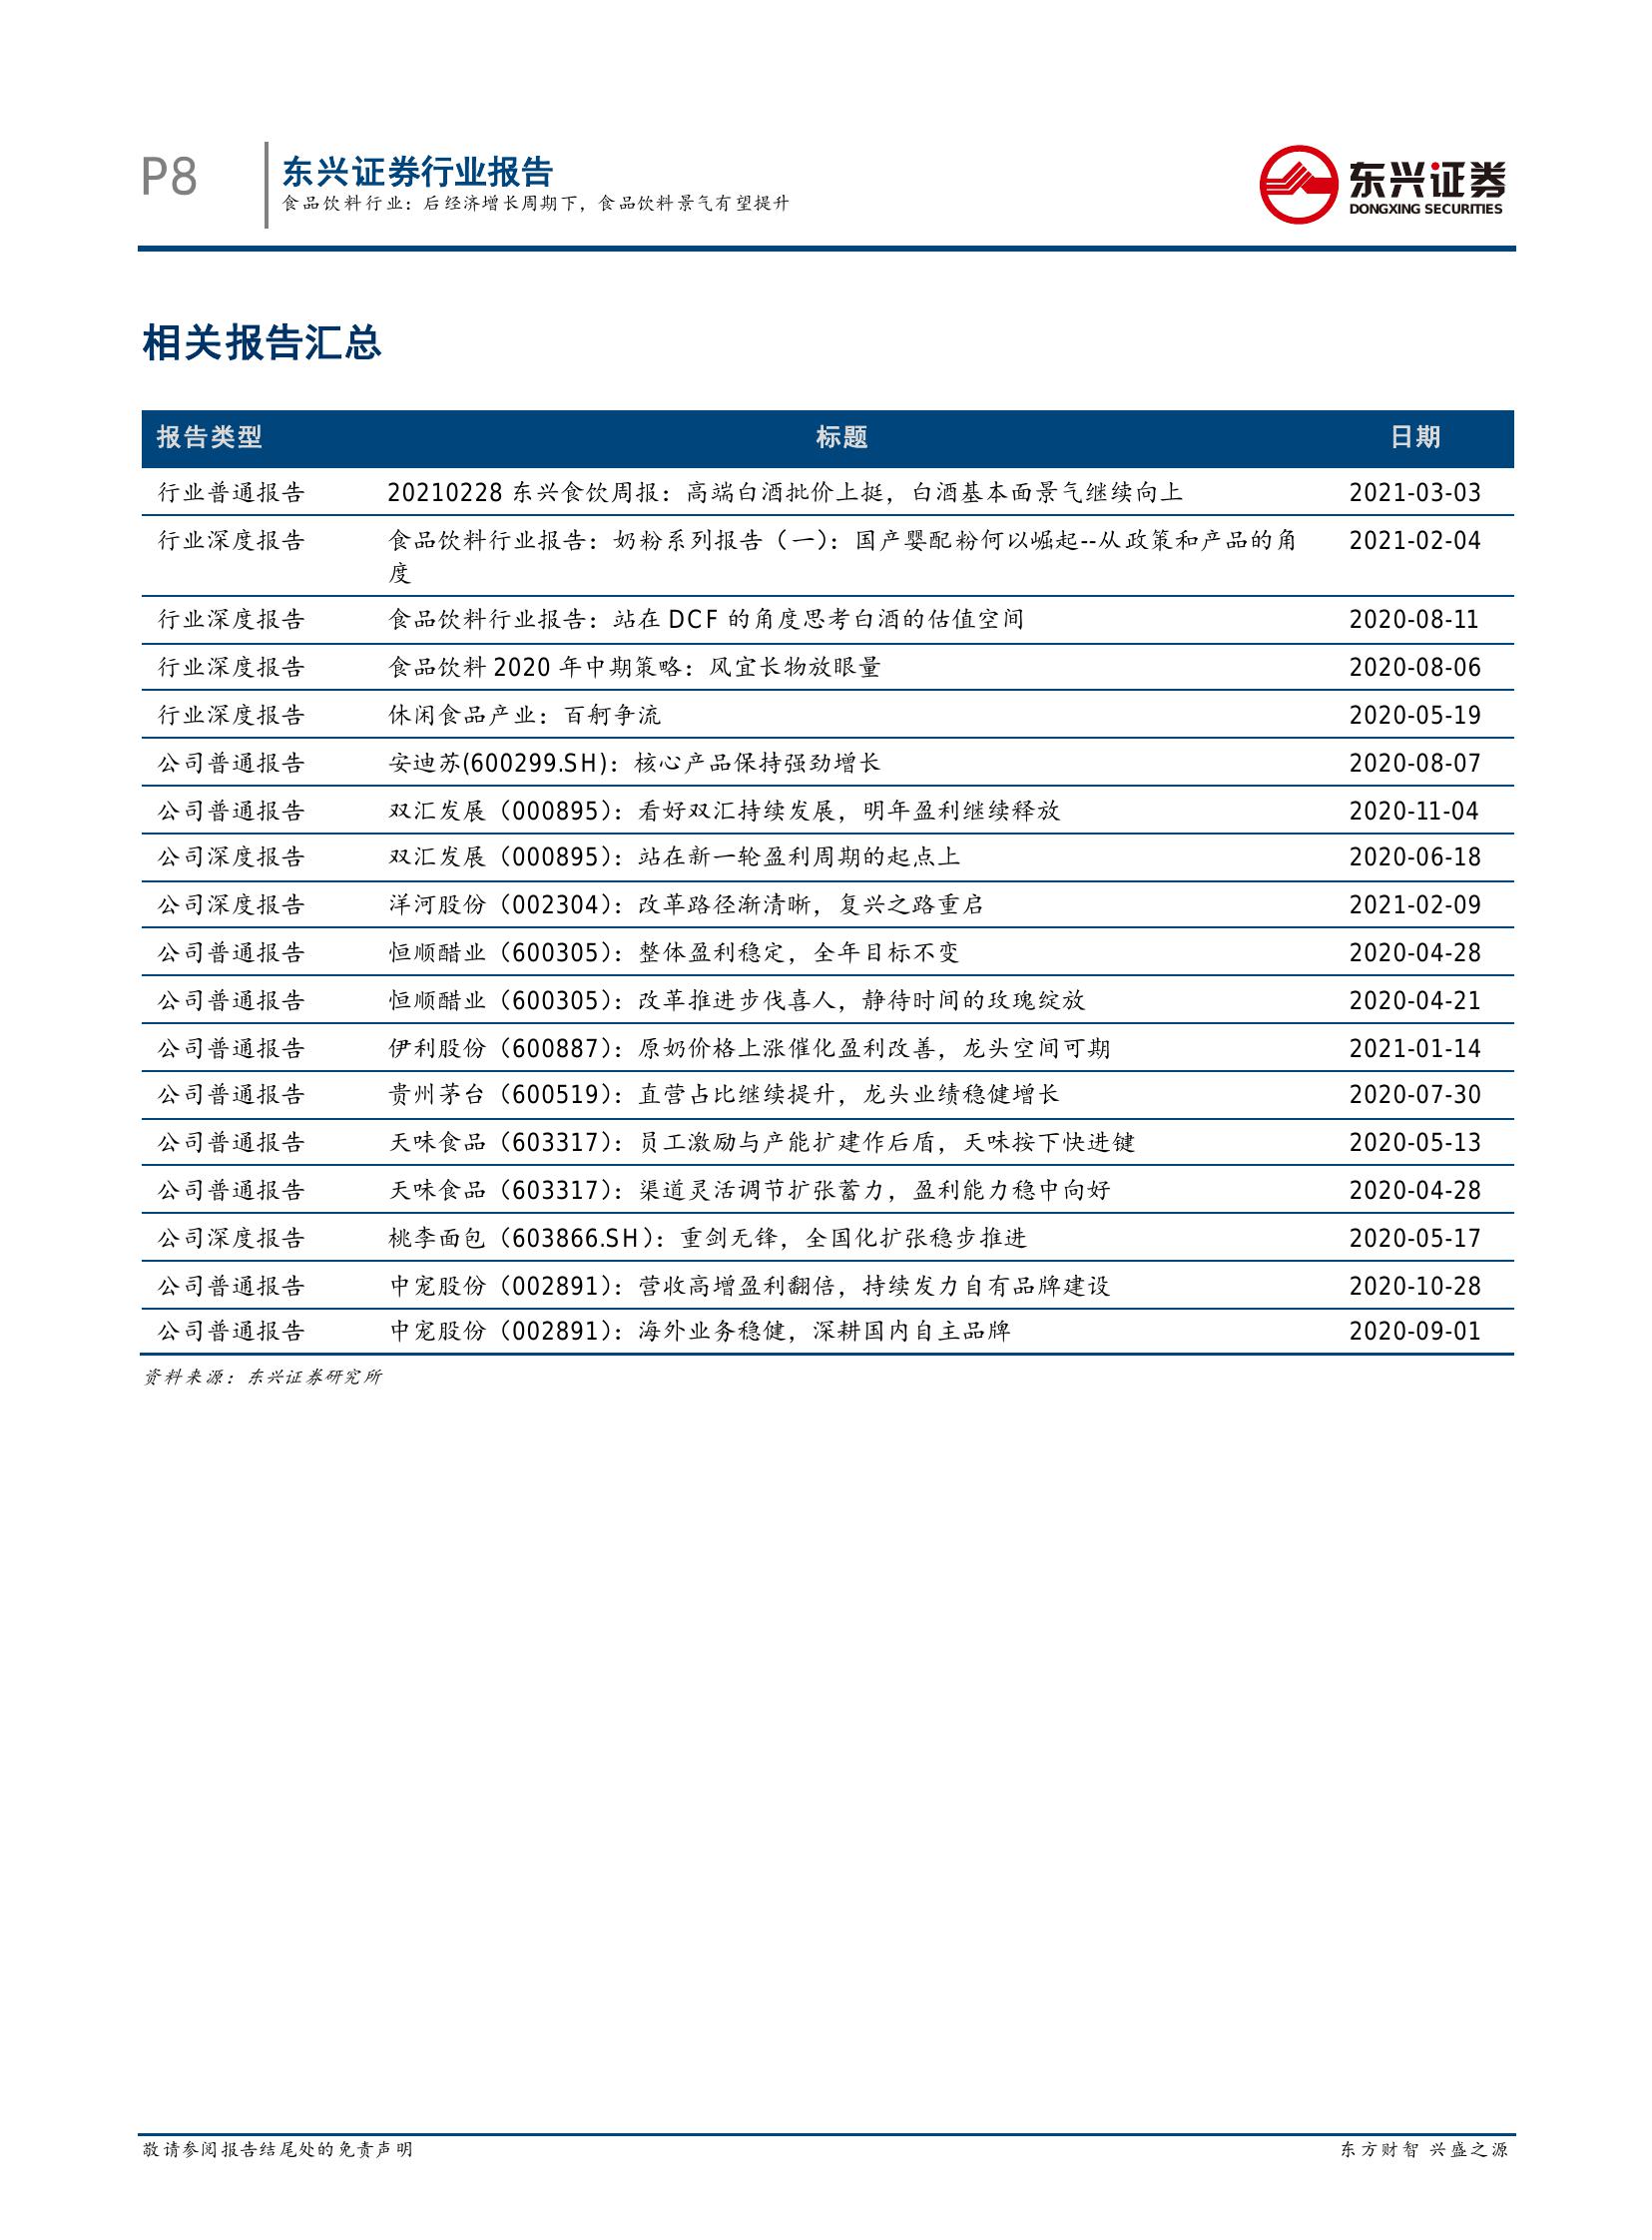 P8
东兴证券行业报告
食品饮料行业：后经济增长周期下，食品饮料景气有望提升
东兴证券
DONGXING SECURITIES
相关报告汇总
报告类型 标题 日期
行业普通报告 20210228 东兴食饮周报：高端白酒批价上挺，白酒基本面景气继续向上 2021-03-03
行业深度报告 食品饮料行业报告：奶粉系列报告（一）：国产婴配粉何以崛起--从政策和产品的角 2021-02-04
度
行业深度报告 食品饮料行业报告：站在 DCF 的角度思考白酒的估值空间 2020-08-11
行业深度报告 食品饮料 2020 年中期策略：风宜长物放眼量 2020-08-06
行业深度报告 休闲食品产业：百舸争流 2020-05-19
公司普通报告 安迪苏(600299.SH)：核心产品保持强劲增长 2020-08-07
公司普通报告 双汇发展（000895）：看好双汇持续发展，明年盈利继续释放 2020-11-04
公司深度报告 双汇发展（000895）：站在新一轮盈利周期的起点上 2020-06-18
公司深度报告 洋河股份（002304）：改革路径渐清晰，复兴之路重启 2021-02-09
公司普通报告 恒顺醋业（600305）：整体盈利稳定，全年目标不变 2020-04-28
公司普通报告 恒顺醋业（600305）：改革推进步伐喜人，静待时间的玫瑰绽放 2020-04-21
公司普通报告 伊利股份（600887）：原奶价格上涨催化盈利改善，龙头空间可期 2021-01-14
公司普通报告 贵州茅台（600519）：直营占比继续提升，龙头业绩稳健增长 2020-07-30
公司普通报告 天味食品（603317）：员工激励与产能扩建作后盾，天味按下快进键 2020-05-13
公司普通报告 天味食品（603317）：渠道灵活调节扩张蓄力，盈利能力稳中向好 2020-04-28
公司深度报告 桃李面包（603866.SH）：重剑无锋，全国化扩张稳步推进 2020-05-17
公司普通报告 中宠股份（002891）：营收高增盈利翻倍，持续发力自有品牌建设 2020-10-28
公司普通报告 中宠股份（002891）：海外业务稳健，深耕国内自主品牌 2020-09-01
资料来源：东兴证券研究所
敬请参阅报告结尾处的免责声明 东方财智 兴盛之源